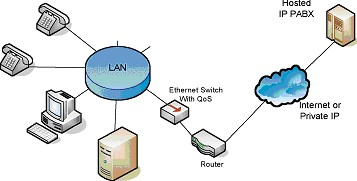 Hosted
IP PABX
LAN
Ethernet Switch
With QoS
Internet or
Private IP
Router